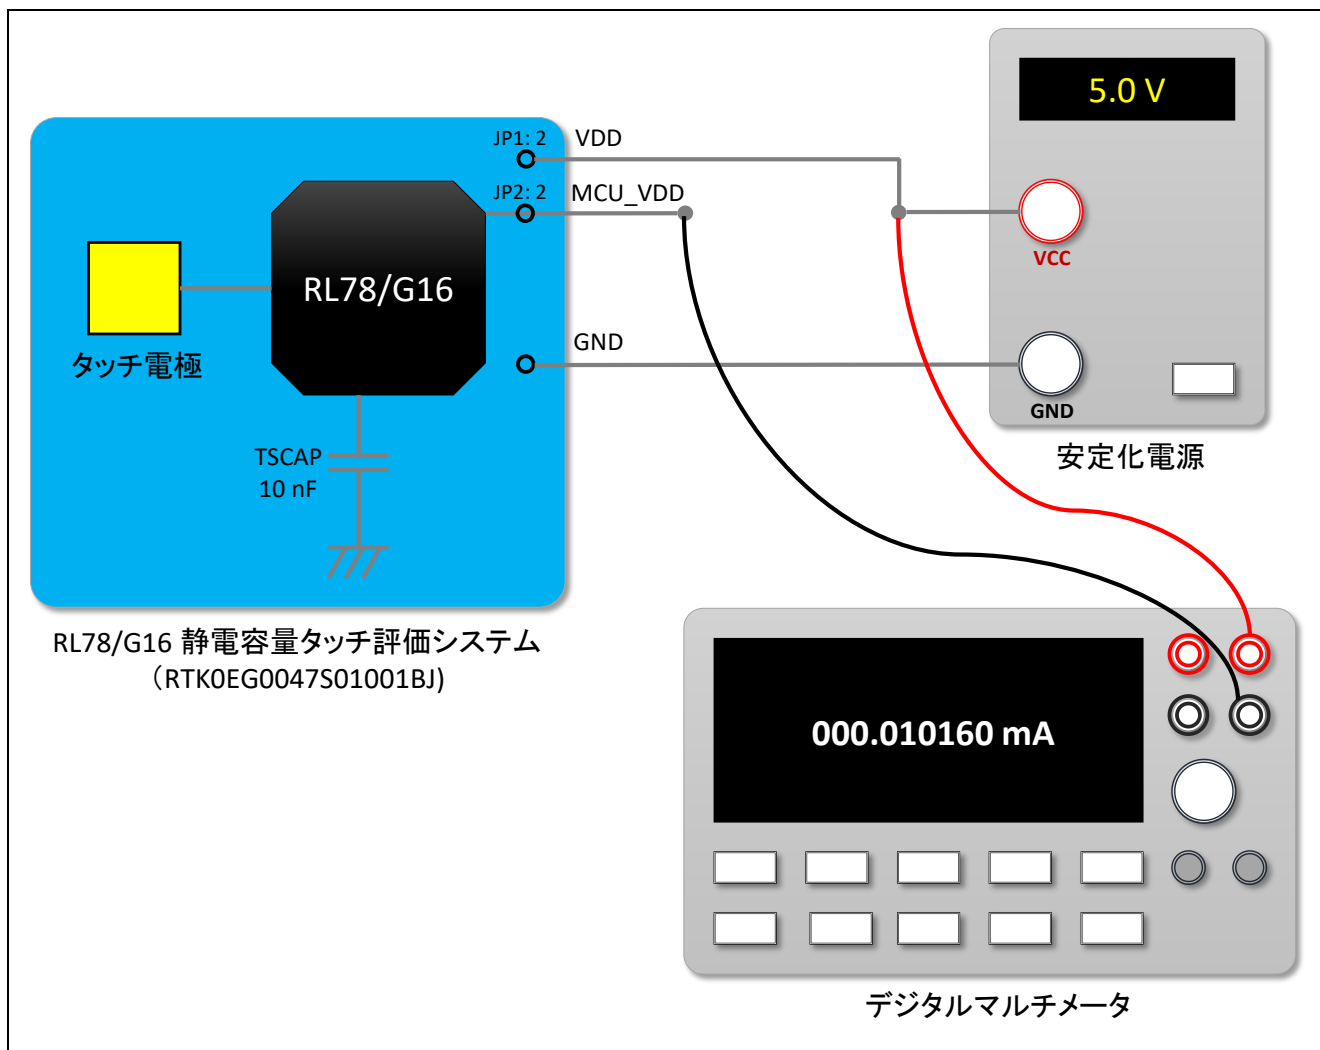 5.0 V
JP1: 2 VDD
JP2: 2 MCU_VDD
VCC
RL78/G16
GND
タッチ電極
GND
安定化電源
TSCAP
10 nF
RL78/G16 静電容量タッチ評価システム
（RTK0EG0047S01001BJ)
000.010160 mA
デジタルマルチメータ